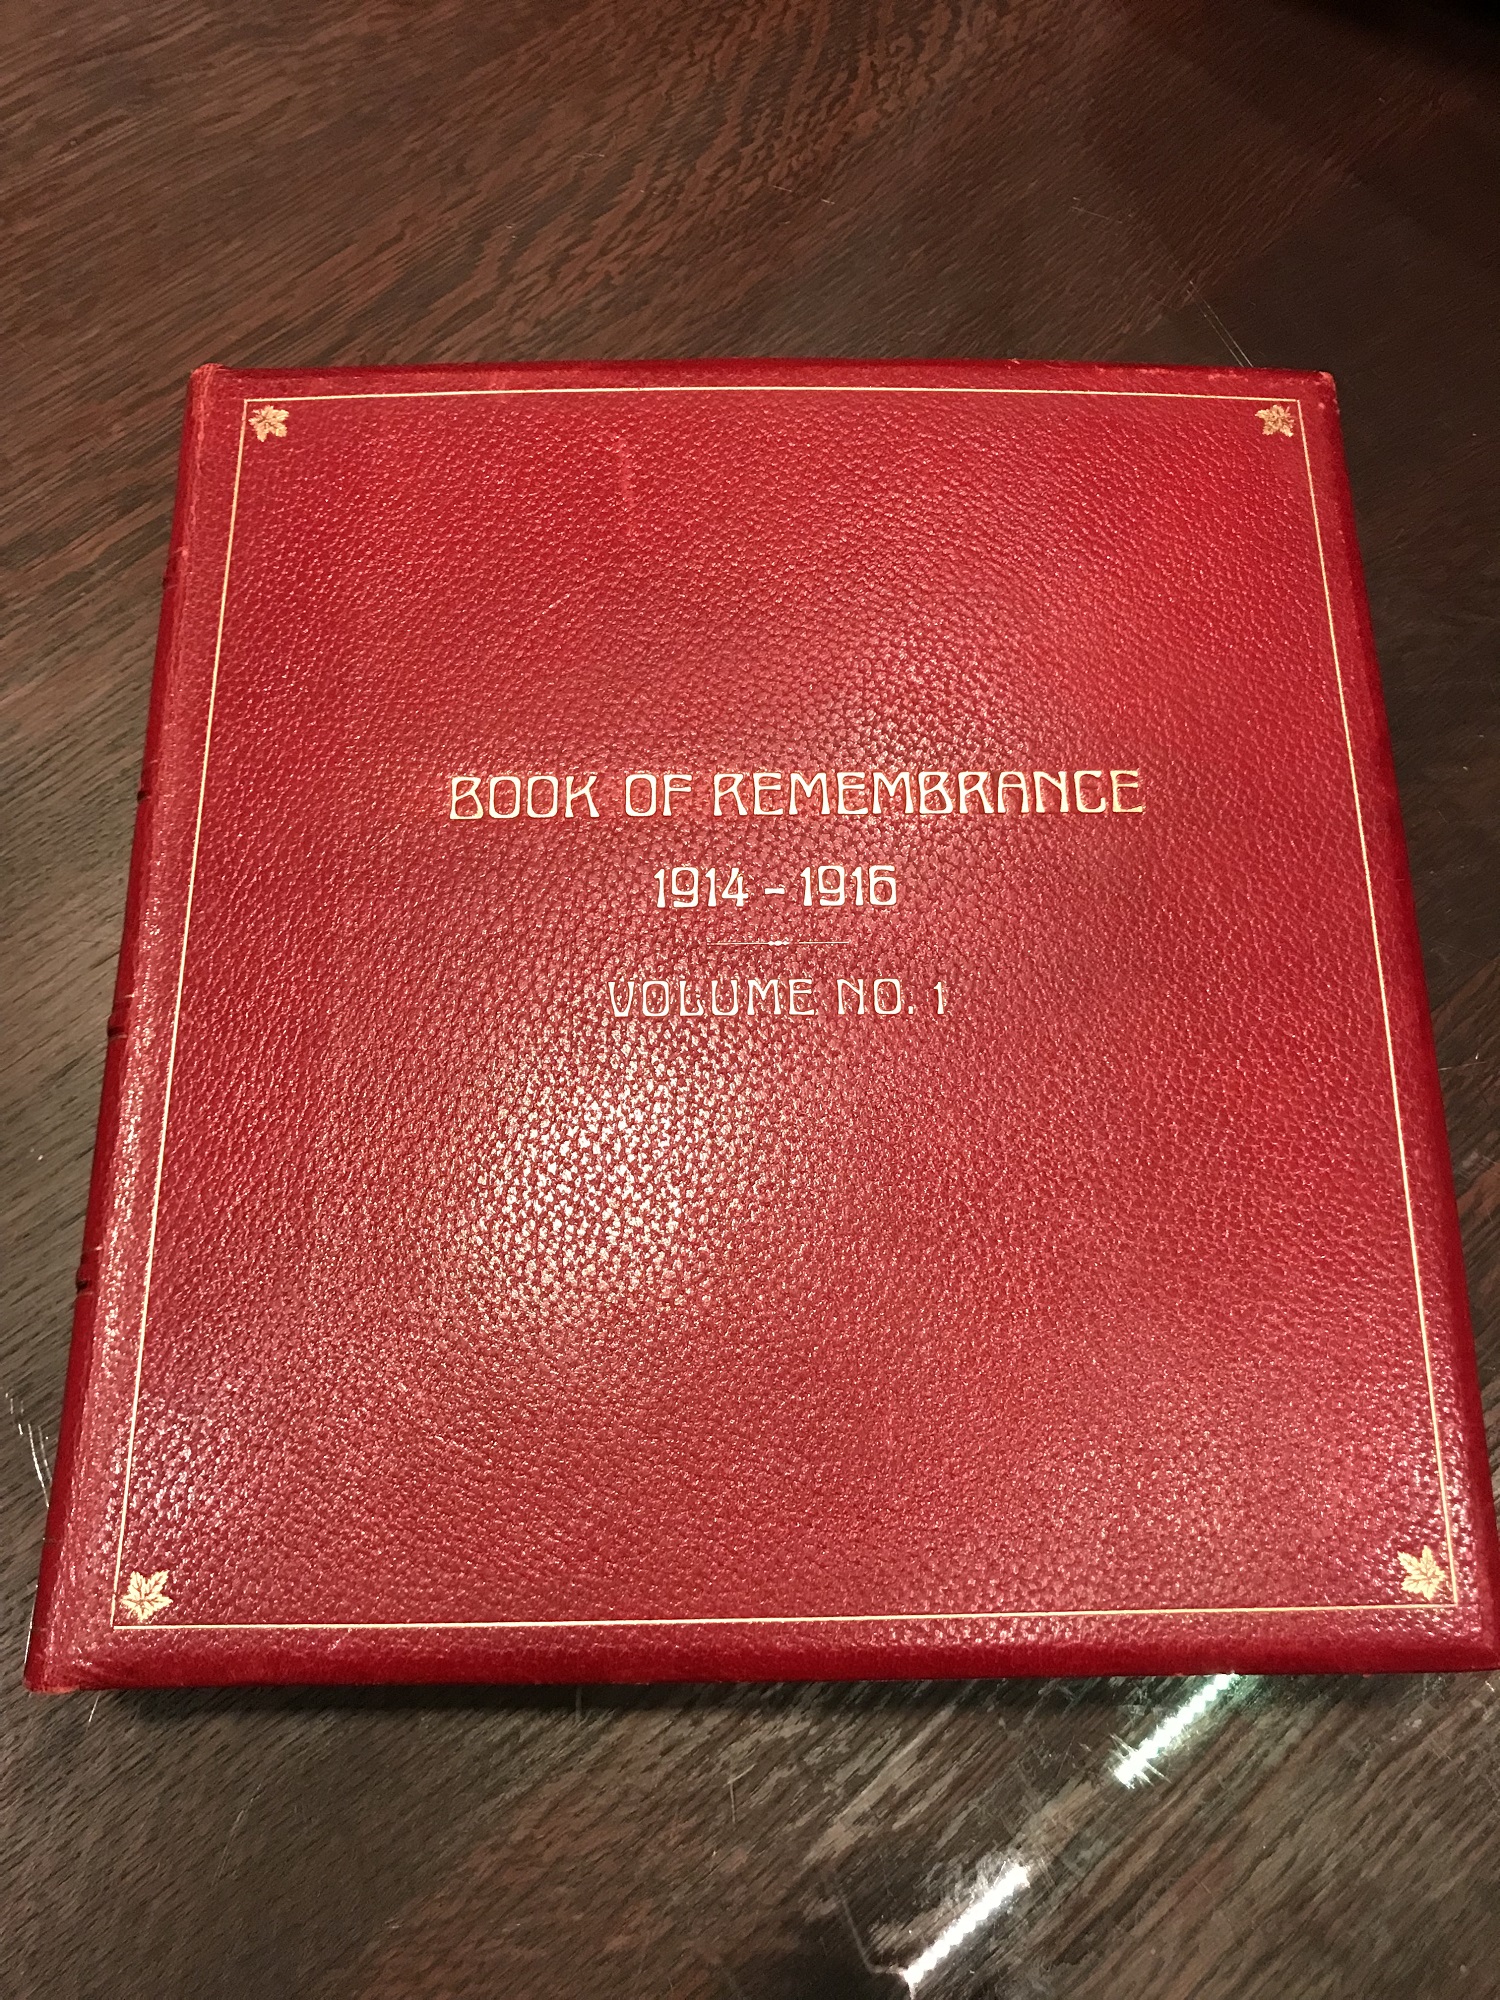 BOOK OF REMEMBRANCE
1914 - 1916
VOLUME NO. 1